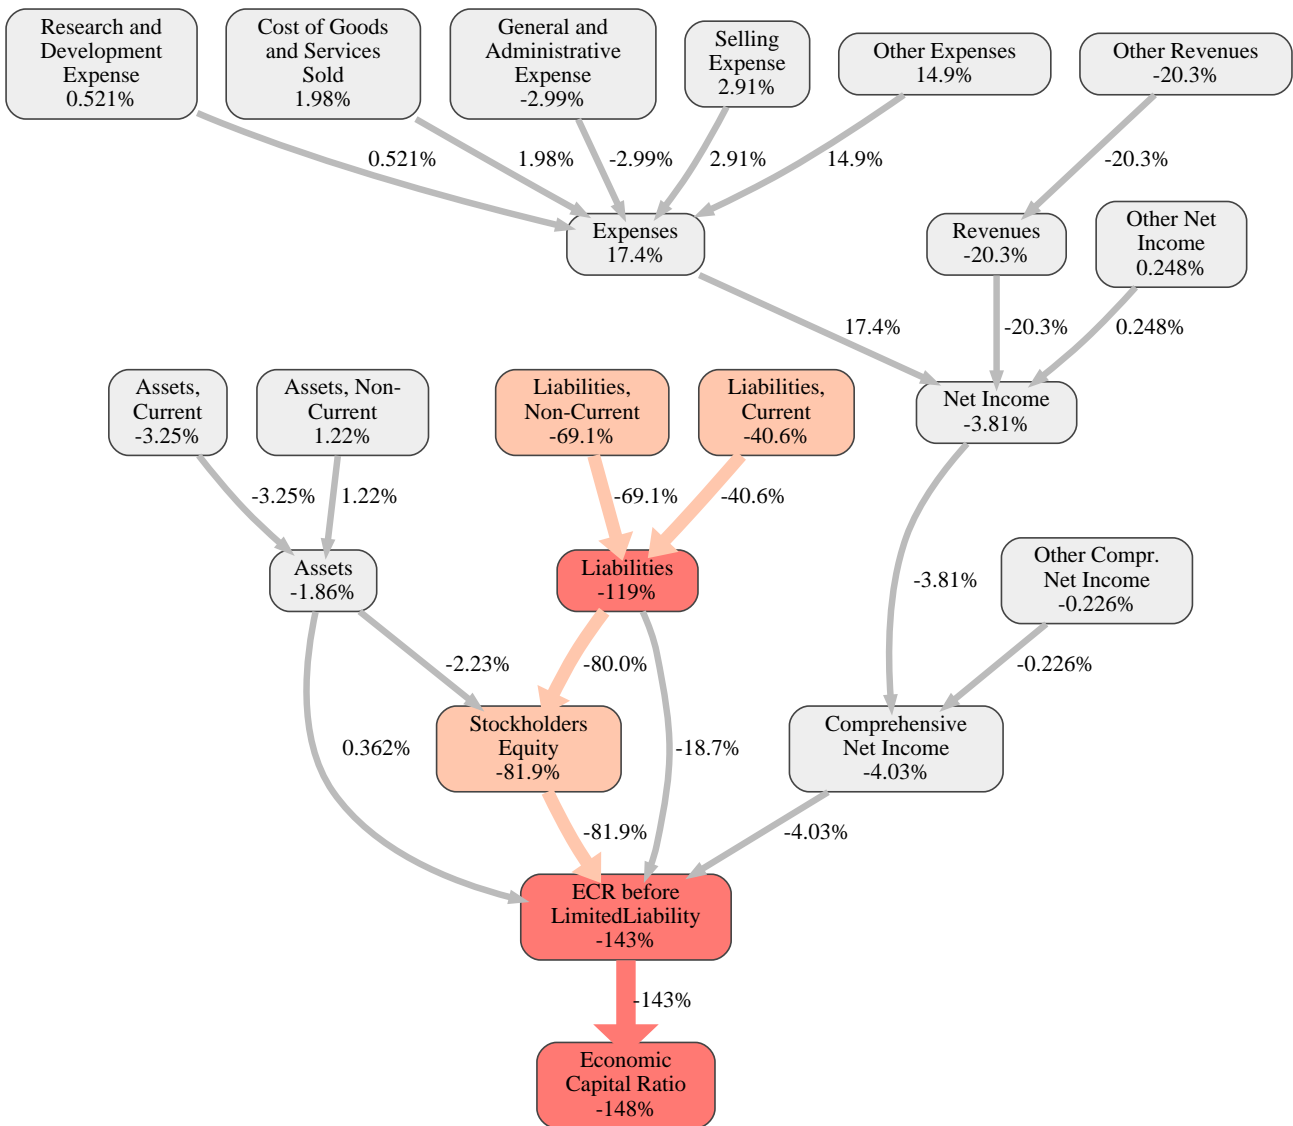 Research and
Development
Expense
0.521%
Cost of Goods
and Services
Sold
1.98%
General and
Administrative
Expense
-2.99%
Selling
Expense
2.91%
Other Expenses
14.9%
Other Revenues
-20.3%
0.521%
1.98%
-2.99%
2.91%
14.9%
-20.3%
Expenses
17.4%
Revenues
-20.3%
Other Net
Income
0.248%
17.4%
-20.3%
0.248%
Assets,
Current
-3.25%
Assets, Non-
Current
1.22%
Liabilities,
Non-Current
-69.1%
Liabilities,
Current
-40.6%
Net Income
-3.81%
-3.25%
1.22%
-69.1%
-40.6%
Assets
-1.86%
Liabilities
-119%
-3.81%
Other Compr.
Net Income
-0.226%
-2.23%
-80.0%
-0.226%
0.362%
Stockholders
Equity
-81.9%
-18.7%
Comprehensive
Net Income
-4.03%
-81.9%
-4.03%
ECR before
LimitedLiability
-143%
-143%
Economic
Capital Ratio
-148%